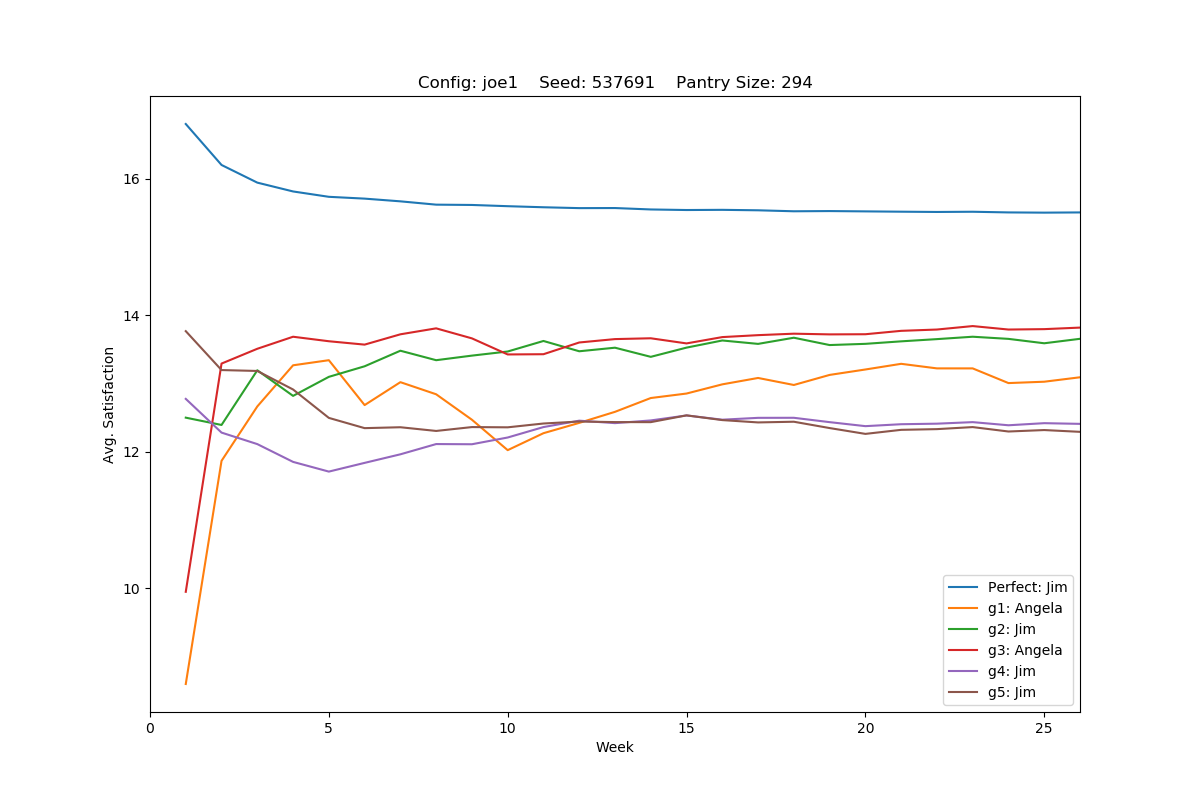 Config: joe1    Seed: 537691    Pantry Size: 294
16
14
12
10
Avg. Satisfaction
0 5 10 15 20 25
Week
Perfect: Jim
g1: Angela
g2: Jim
g3: Angela
g4: Jim
g5: Jim